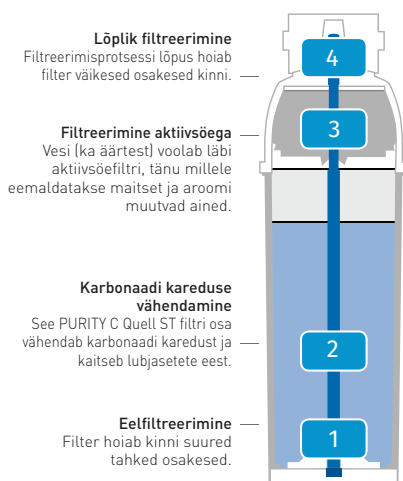 Lõplik filtreerimine
Filtreerimisprotsessi lõpus hoiab
filter väikesed osakesed kinni.
4
Filtreerimine aktiivsöega
Vesi (ka äärtest) voolab läbi
aktiivsöefiltri, tänu millele
eemaldatakse maitset ja aroomi
muutvad ained.
3
Karbonaadi kareduse
vähendamine
See PURITY C Quell ST filtri osa
vähendab karbonaadi karedust ja
kaitseb lubjasetete eest.
2
Eelfiltreerimine
Filter hoiab kinni suured
tahked osakesed.
1